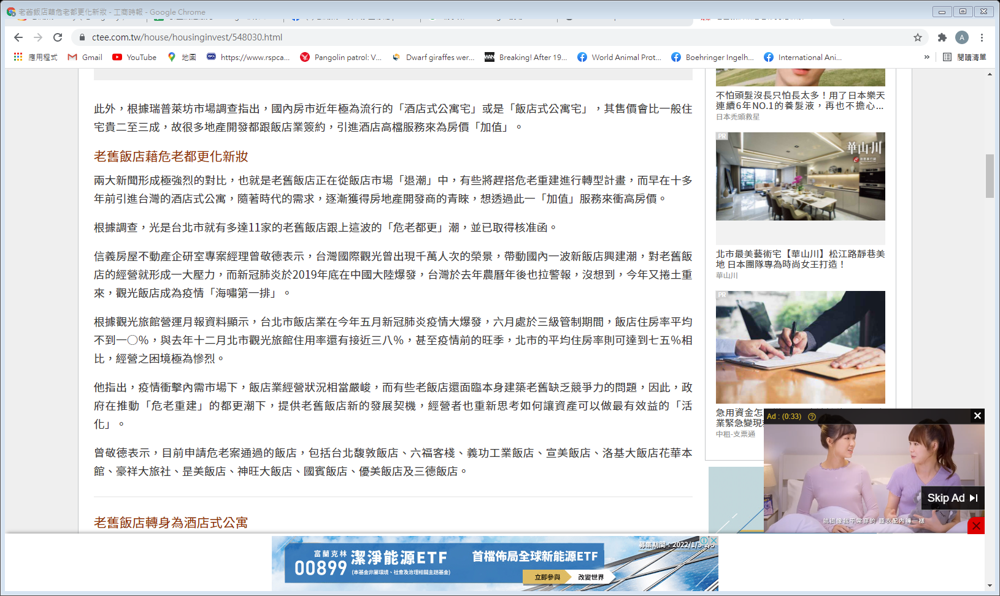 老舊飯店藉危老都更化新妝 - 工商時報 - Google Chrome
ctee.com.tw/house/housinginvest/548030.html
A
應用程式
Gmail
YouTube
地圖
https://www.rspca...
Pangolin patrol: V...
Dwarf giraffes wer...
Breaking! After 19...
World Animal Prot...
Boehringer Ingelh...
International Ani...
»
閱讀清單
此外，根據瑞普萊坊市場調查指出，國內房市近年極為流行的「酒店式公寓宅」或是「飯店式公寓宅」，其售價會比一般住
宅貴二至三成，故很多地產開發都跟飯店業簽約，引進酒店高檔服務來為房價「加值」。
老舊飯店藉危老都更化新妝
兩大新聞形成極強烈的對比，也就是老舊飯店正在從飯店市場「退潮」中，有些將趕搭危老重建進行轉型計畫，而早在十多
年前引進台灣的酒店式公寓，隨著時代的需求，逐漸獲得房地產開發商的青睞，想透過此一「加值」服務來衝高房價。
根據調查，光是台北市就有多達11家的老舊飯店跟上這波的「危老都更」潮，並已取得核准函。
信義房屋不動產企研室專案經理曾敬德表示，台灣國際觀光曾出現千萬人次的榮景，帶動國內一波新飯店興建潮，對老舊飯
店的經營就形成一大壓力，而新冠肺炎於2019年底在中國大陸爆發，台灣於去年農曆年後也拉警報，沒想到，今年又捲土重
來，觀光飯店成為疫情「海嘯第一排」。
根據觀光旅館營運月報資料顯示，台北市飯店業在今年五月新冠肺炎疫情大爆發，六月處於三級管制期間，飯店住房率平均
不到一○%，與去年十二月北市觀光旅館住用率還有接近三八%，甚至疫情前的旺季，北市的平均住房率則可達到七五%相
比，經營之困境極為慘烈。
他指出，疫情衝擊內需市場下，飯店業經營狀況相當嚴峻，而有些老飯店還面臨本身建築老舊缺乏競爭力的問題，因此，政
府在推動「危老重建」的都更潮下，提供老舊飯店新的發展契機，經營者也重新思考如何讓資產可以做最有效益的「活
化」。
曾敬德表示，目前申請危老案通過的飯店，包括台北馥敦飯店、六福客棧、義功工業飯店、宣美飯店、洛基大飯店花華本
館、豪祥大旅社、昰美飯店、神旺大飯店、國賓飯店、優美飯店及三德飯店。
老舊飯店轉身為酒店式公寓
不怕頭髮沒長只怕長太多！用了日本樂天
連續6年NO.1的養髮液，再也不擔心...
日本禿頭救星
PR
華山·川
北市最美藝術宅【華山川】松江路靜巷美
地 日本團隊專為時尚女王打造！
華山川
PR
急用資金怎
業緊急變現
中租-支票通
Ad : (0:33)
Skip Ad
就很像我平常穿的 睡衣配內褲一樣
富蘭克林
00899
潔淨能源ETF
(本基金非屬環境、社會及治理相關主題基金)
首檔佈局全球新能源ETF
立即參與
改變世界